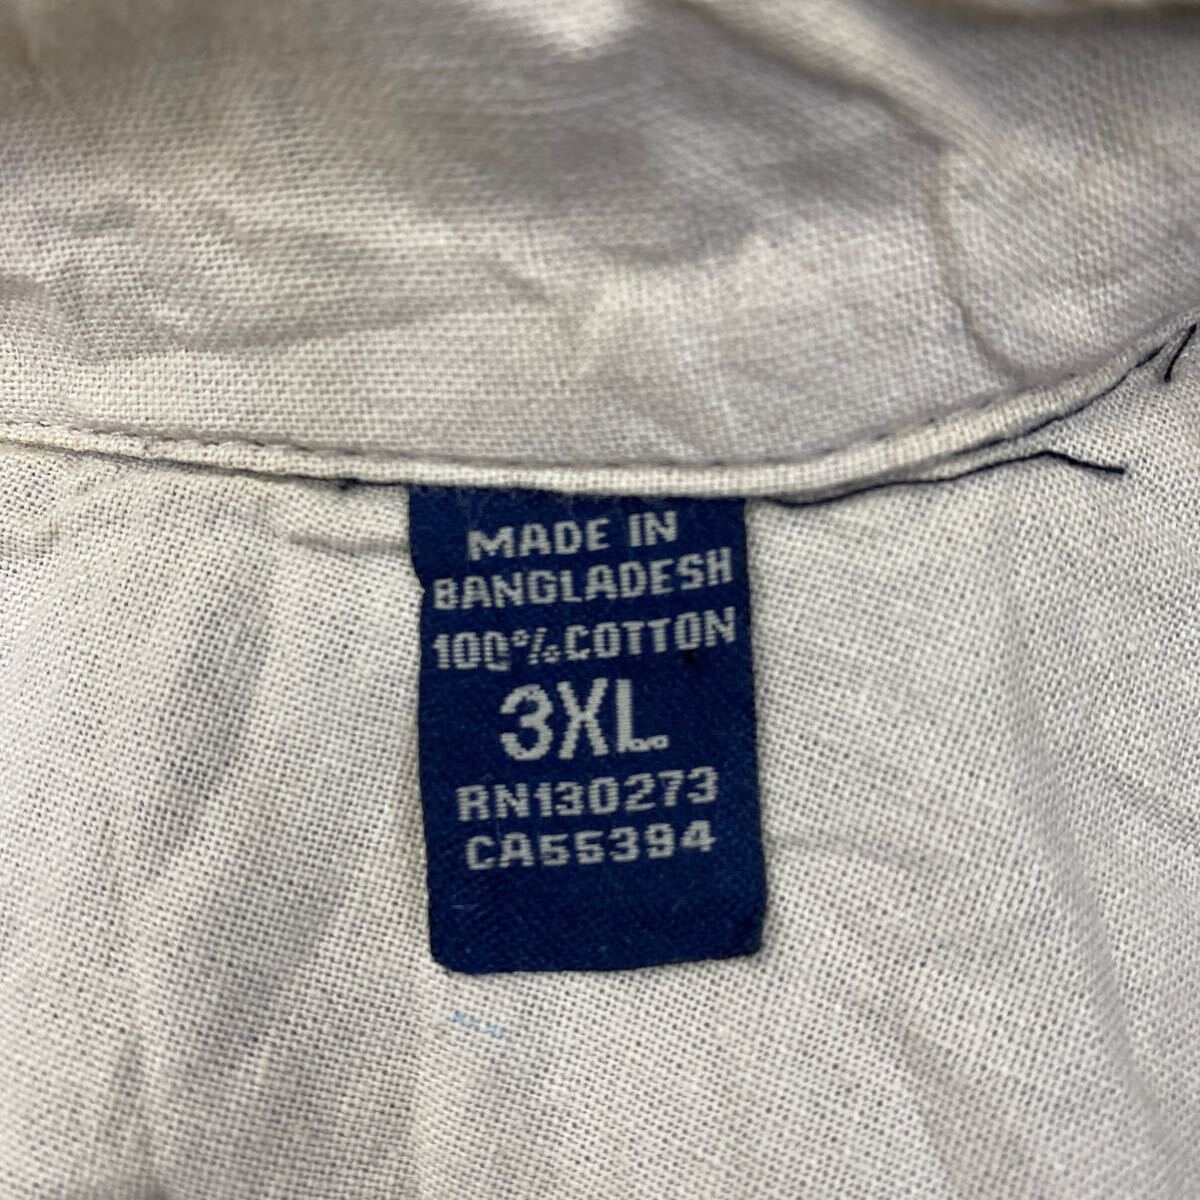 MADE IN
BANGLADESH
100% COTTON
3XL
RN130273
CA55394